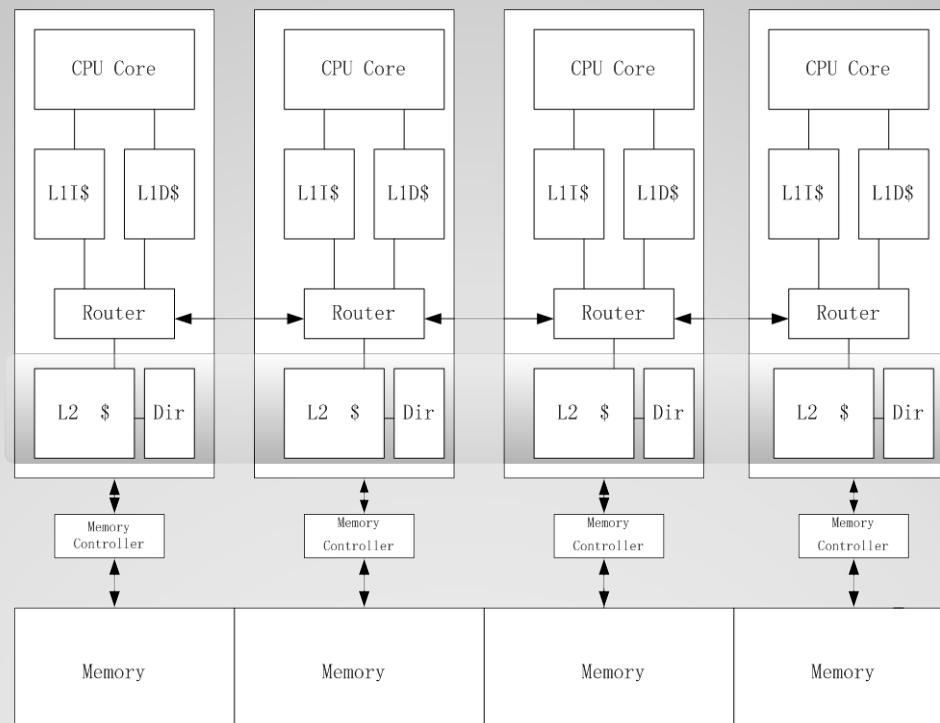 CPU Core
CPU Core
CPU Core
CPU Core
L1I$
L1D$
L1I$
L1D$
L1I$
L1D$
L1I$
L1D$
Router
Router
Router
Router
L2 $
Dir
L2 $
Dir
L2 $
Dir
L2 $
Dir
Memory
Controller
Memory
Controller
Memory
Controller
Memory
Controller
Memory
Memory
Memory
Memory